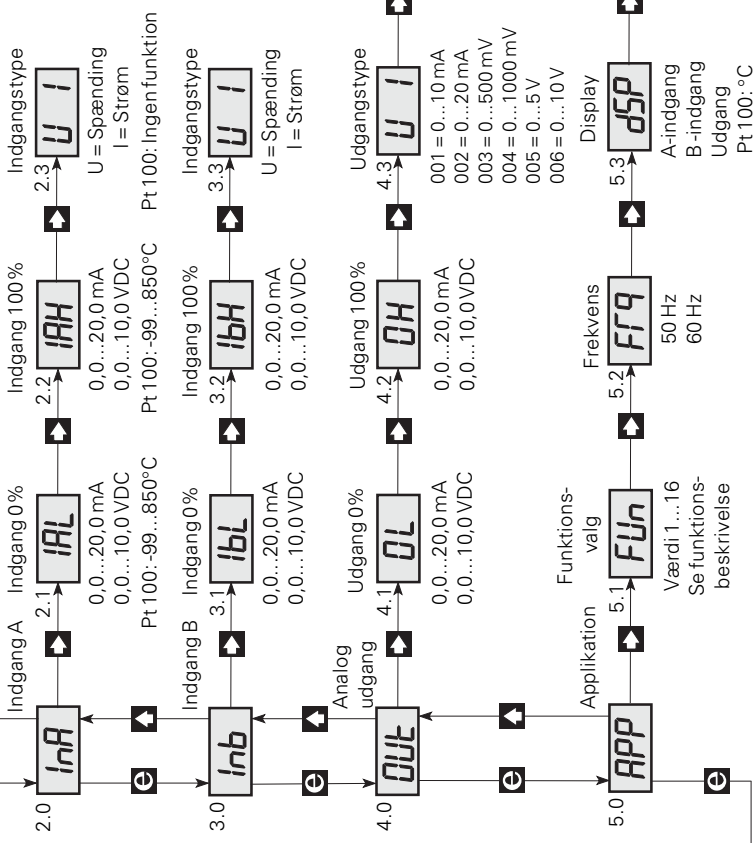 Indgang A
2.0
InA
Indgang 0%
2.1
IAL
0,0...20,0 mA
0,0...10,0 VDC
Pt100:-99...850°C
Indgang 100%
2.2
IAH
0,0...20,0 mA
0,0...10,0 VDC
Pt100:-99...850°C
Indgangstype
2.3
U I
U = Spænding
I = Strøm
Pt100: Ingen funktion
e
Indgang B
3.0
Inb
Indgang 0%
3.1
IbL
0,0...20,0 mA
0,0...10,0 VDC
Indgang 100%
3.2
IbH
0,0...20,0 mA
0,0...10,0 VDC
Indgangstype
3.3
U I
U = Spænding
I = Strøm
e
Analog
udgang
4.0
OUt
Udgang 0%
4.1
OL
0,0...20,0 mA
0,0...10,0 VDC
Udgang 100%
4.2
OH
0,0...20,0 mA
0,0...10,0 VDC
Udgangstype
4.3
U I
001 = 0...10 mA
002 = 0...20 mA
003 = 0...500 mV
004 = 0...1000 mV
005 = 0...5 V
006 = 0...10 V
e
Applikation
5.0
APP
Funktions-
valg
5.1
FUn
Værdi 1...16
Se funktions-
beskrivelse
Frekvens
5.2
Frq
50 Hz
60 Hz
Display
5.3
dSP
A-indgang
B-indgang
Udgang
Pt 100: °C
e